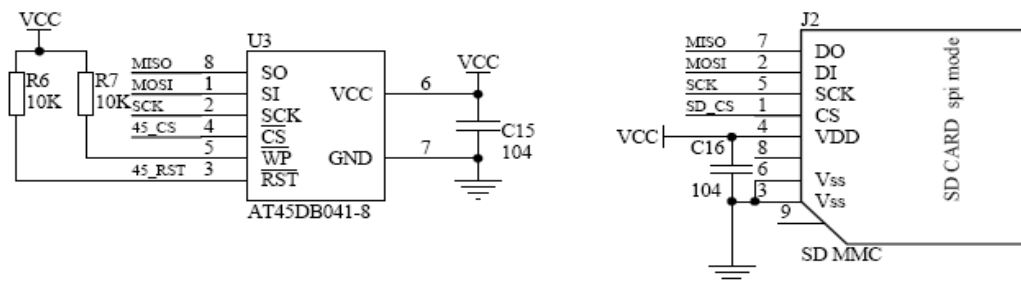 VCC
R6
10K
R7
10K
MISO 8
MOSI 1
SCK 2
45_CS 4
5
45_RST 3
U3
SO
SI
SCK
CS
WP
RST
VCC 6
GND 7
AT45DB041-8
VCC
C15
104
J2
MISO 7 DO
MOSI 2 DI
SCK 5 SCK
SD_CS 1 CS
VCC 4 VDD
C16 8
104
6 Vss
3 Vss
9
SD MMC
SD CARD spi mode